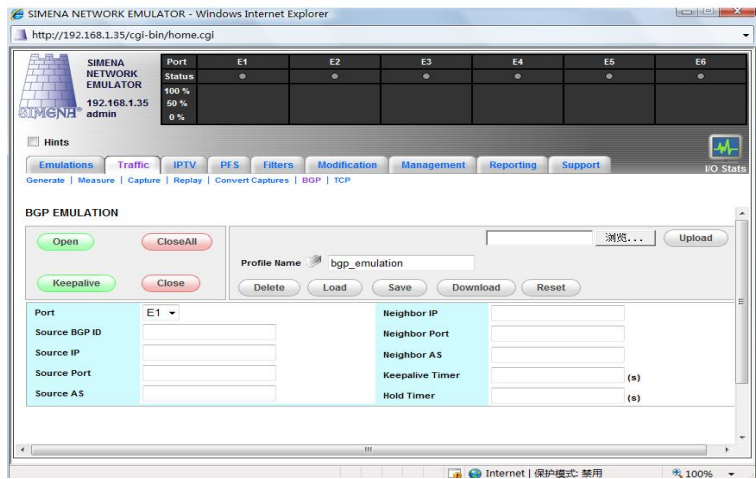 SIMENA NETWORK EMULATOR - Windows Internet Explorer
http://192.168.1.35/cgi-bin/home.cgi
SIMENA
NETWORK
EMULATOR
192.168.1.35
admin
SIMENA
Port E1 E2 E3 E4 E5 E6
Status
100 %
50 %
0 %
Hints
Emulations Traffic IPTV PFS Filters Modification Management Reporting Support
I/O Stats
Generate | Measure | Capture | Replay | Convert Captures | BGP | TCP
BGP EMULATION
Open CloseAll
浏览... Upload
Profile Name bgp_emulation
Keepalive Close
Delete Load Save Download Reset
Port E1 Neighbor IP
Source BGP ID Neighbor Port
Source IP Neighbor AS
Source Port Keepalive Timer (s)
Source AS Hold Timer (s)
Internet | 保护模式: 禁用 100%